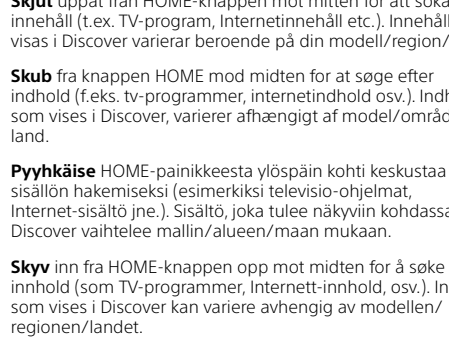 Skjut uppåt från HOME-knappen mot mitten för att söka
innehåll (t.ex. TV-program, Internetinnehåll etc.). Innehåll
visas i Discover varierar beroende på din modell/region/
Skub fra knappen HOME mod midten for at søge efter
indhold (f.eks. tv-programmer, internetindhold osv.). Indh
som vises i Discover, varierer afhængigt af model/områd
land.
Pyyhkäise HOME-painikkeesta ylöspäin kohti keskustaa
sisällön hakemiseksi (esimerkiksi televisio-ohjelmat,
Internet-sisältö jne.). Sisältö, joka tulee näkyviin kohdassa
Discover vaihtelee mallin/alueen/maan mukaan.
Skyv inn fra HOME-knappen opp mot midten for å søke
innhold (som TV-programmer, Internett-innhold, osv.). In
som vises i Discover kan variere avhengig av modellen/
regionen/landet.